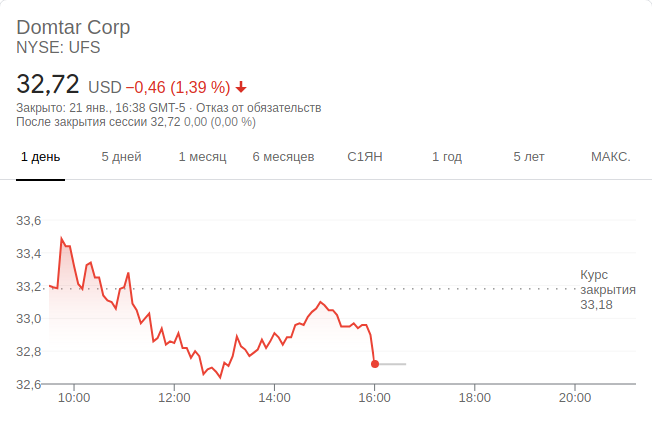 Domtar Corp
NYSE: UFS
32,72 USD −0,46 (1,39 %)
Закрыто: 21 янв., 16:38 GMT-5 · Отказ от обязательств
После закрытия сессии 32,72 0,00 (0,00 %)
1 день 5 дней 1 месяц 6 месяцев С1ЯН 1 год 5 лет МАКС.
33,6
33,4
33,2
33,0
32,8
32,6
Курс
закрытия
33,18
10:00 12:00 14:00 16:00 18:00 20:00